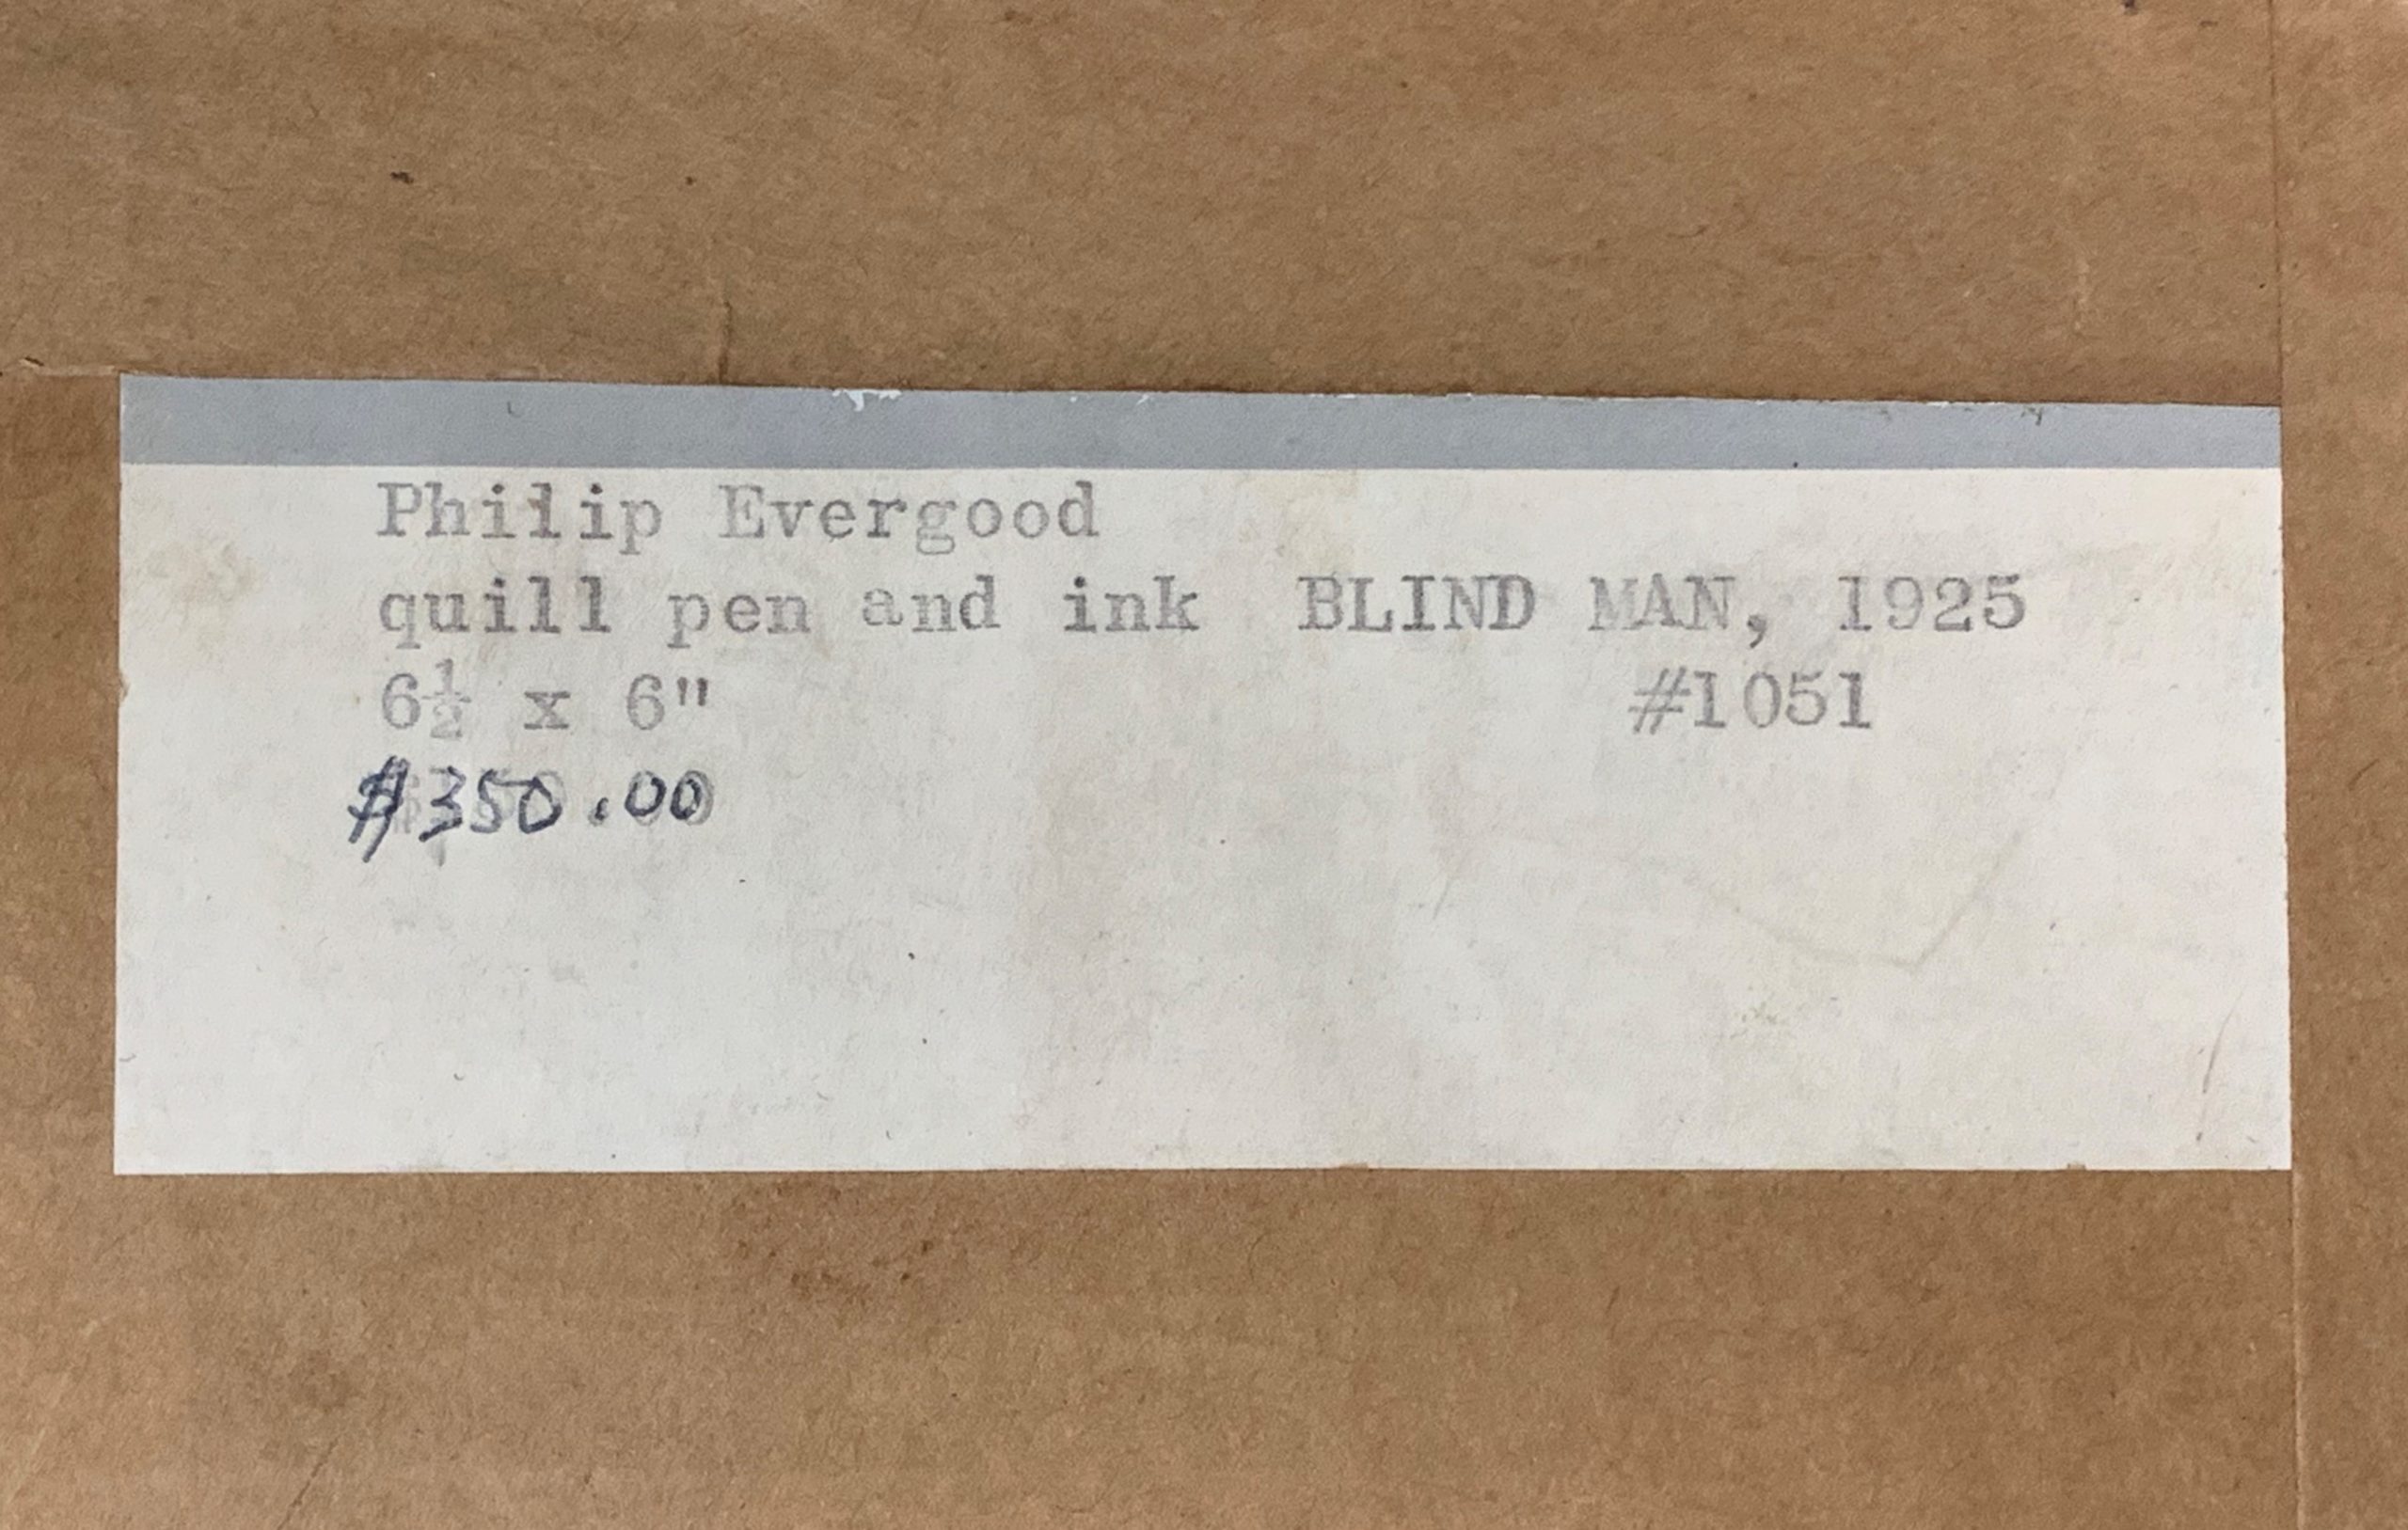 Philip Evergood
quill pen and ink BLIND MAN, 1925
6½ x 6" #1051
$350.00